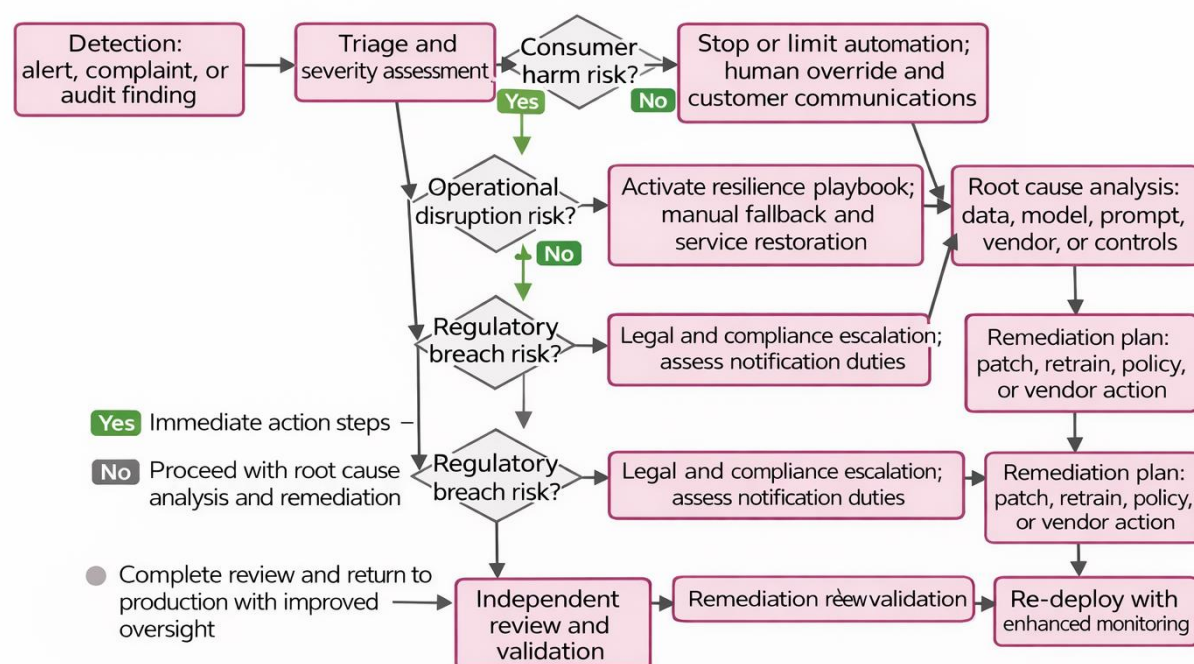 Detection:
alert, complaint, or
audit finding
Triage and
severity assessment
Consumer
harm risk?
Stop or limit automation;
human override and
customer communications
Yes
No
Operational
disruption risk?
Activate resilience playbook;
manual fallback and
service restoration
Root cause analysis:
data, model, prompt,
vendor, or controls
No
Regulatory
breach risk?
Legal and compliance escalation;
assess notification duties
Remediation plan:
patch, retrain, policy,
or vendor action
Yes Immediate action steps –
No Proceed with root cause
analysis and remediation
Regulatory
breach risk?
Legal and compliance escalation;
assess notification duties
Remediation plan:
patch, retrain, policy,
or vendor action
Complete review and return to
production with improved
oversight
Independent
review and
validation
Remediation
Re-deploy with
enhanced monitoring